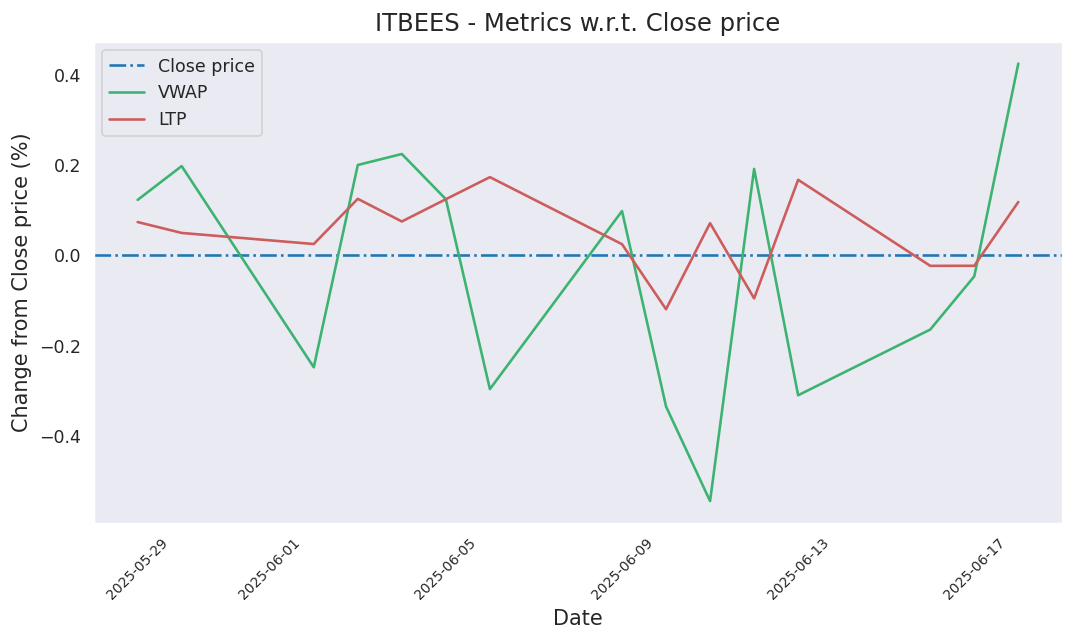 ITBEES - Metrics w.r.t. Close price
Close price
VWAP
LTP
Change from Close price (%)
0.4
0.2
0.0
−0.2
−0.4
2025-05-29
2025-06-01
2025-06-05
2025-06-09
2025-06-13
2025-06-17
Date